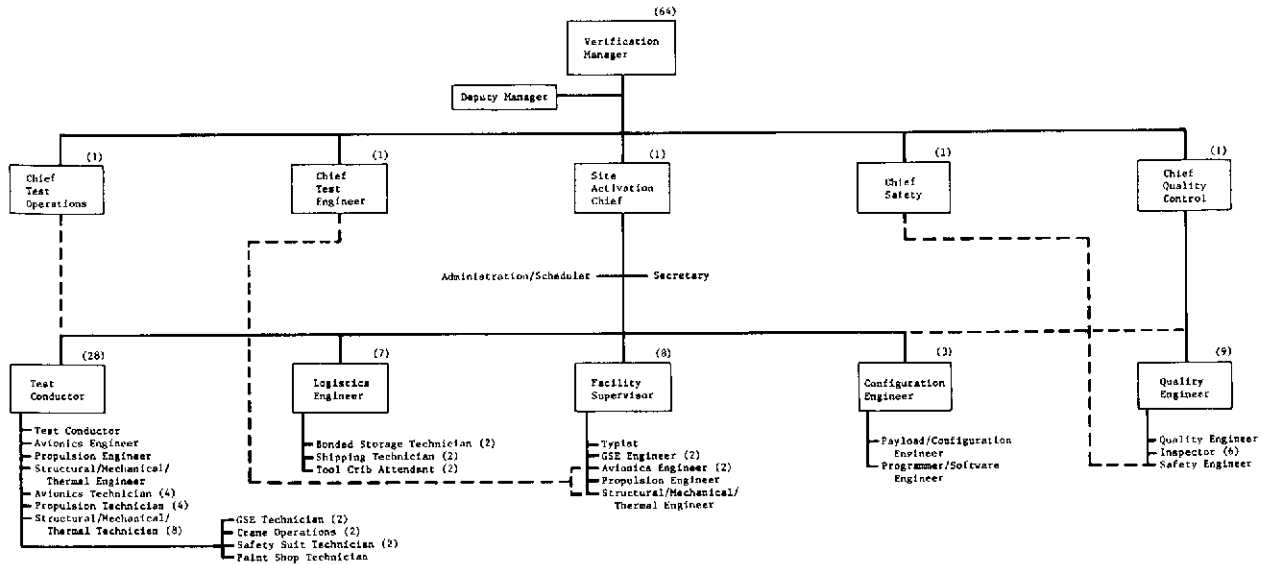 (64)
Verification
Manager
Deputy Manager
(1)
Chief
Test
Operations
(1)
Chief
Test
Engineer
(1)
Site
Activation
Chief
(1)
Chief
Safety
(1)
Chief
Quality
Control
Administration/Scheduler
Secretary
(28)
Test
Conductor
(7)
Logistics
Engineer
(8)
Facility
Supervisor
(3)
Configuration
Engineer
(9)
Quality
Engineer
Test Conductor
Avionics Engineer
Propulsion Engineer
Structural/Mechanical/
Thermal Engineer
Avionics Technician (4)
Propulsion Technician (4)
Structural/Mechanical/
Thermal Technician (8)
GSE Technician (2)
Crane Operations (2)
Safety Suit Technician (2)
Paint Shop Technician
Bonded Storage Technician (2)
Shipping Technician (2)
Tool Crib Attendant (2)
Typist
GSE Engineer (2)
Avionics Engineer (2)
Propulsion Engineer
Structural/Mechanical/
Thermal Engineer
Payload/Configuration
Engineer
Programmer/Software
Engineer
Quality Engineer
Inspector (6)
Safety Engineer